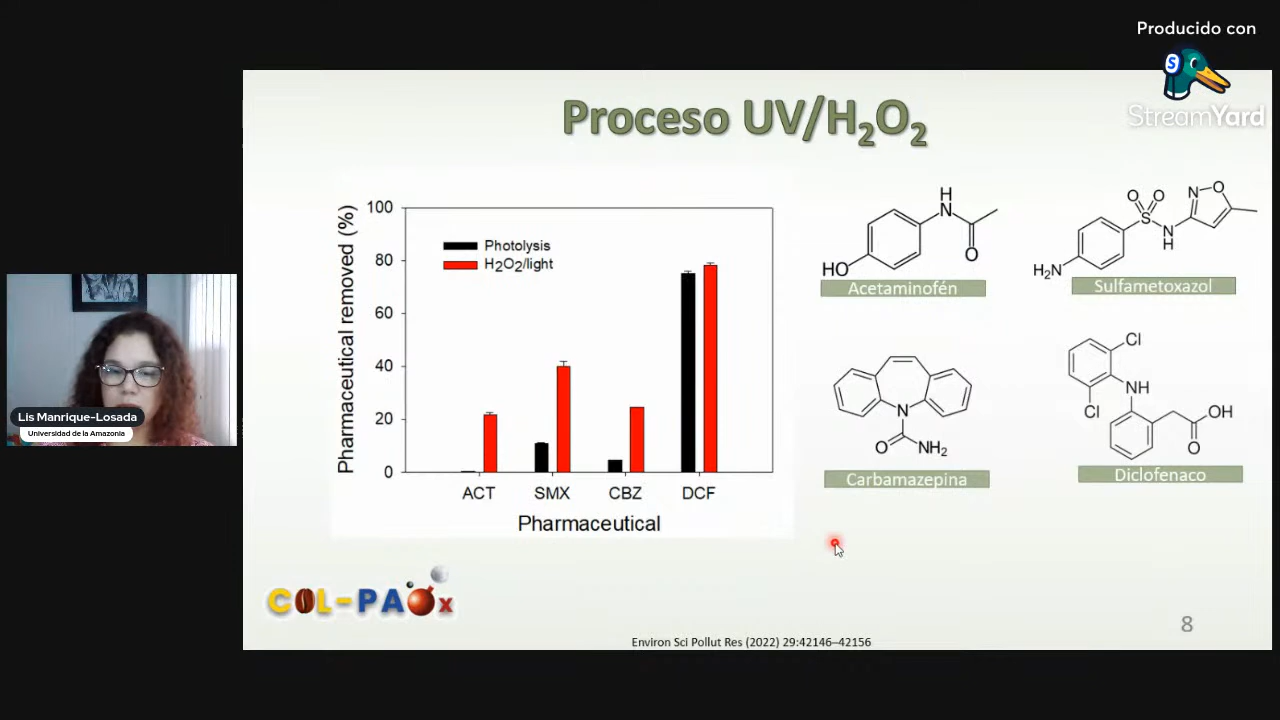 Producido con
StreamYard
Proceso UV/H₂O₂
Pharmaceutical removed (%)
100
80
60
40
20
0
Photolysis
H₂O₂/light
ACT SMX CBZ DCF
Pharmaceutical
HO
H
N
O
Acetaminofén
H₂N
O O
S
N
H
N O
Sulfametoxazol
N
O
NH₂
Carbamazepina
Cl
NH
Cl
OH
O
Diclofenaco
Lis Manrique-Losada
Universidad de la Amazonia
COL-PAOx
8
Environ Sci Pollut Res (2022) 29:42146–42156